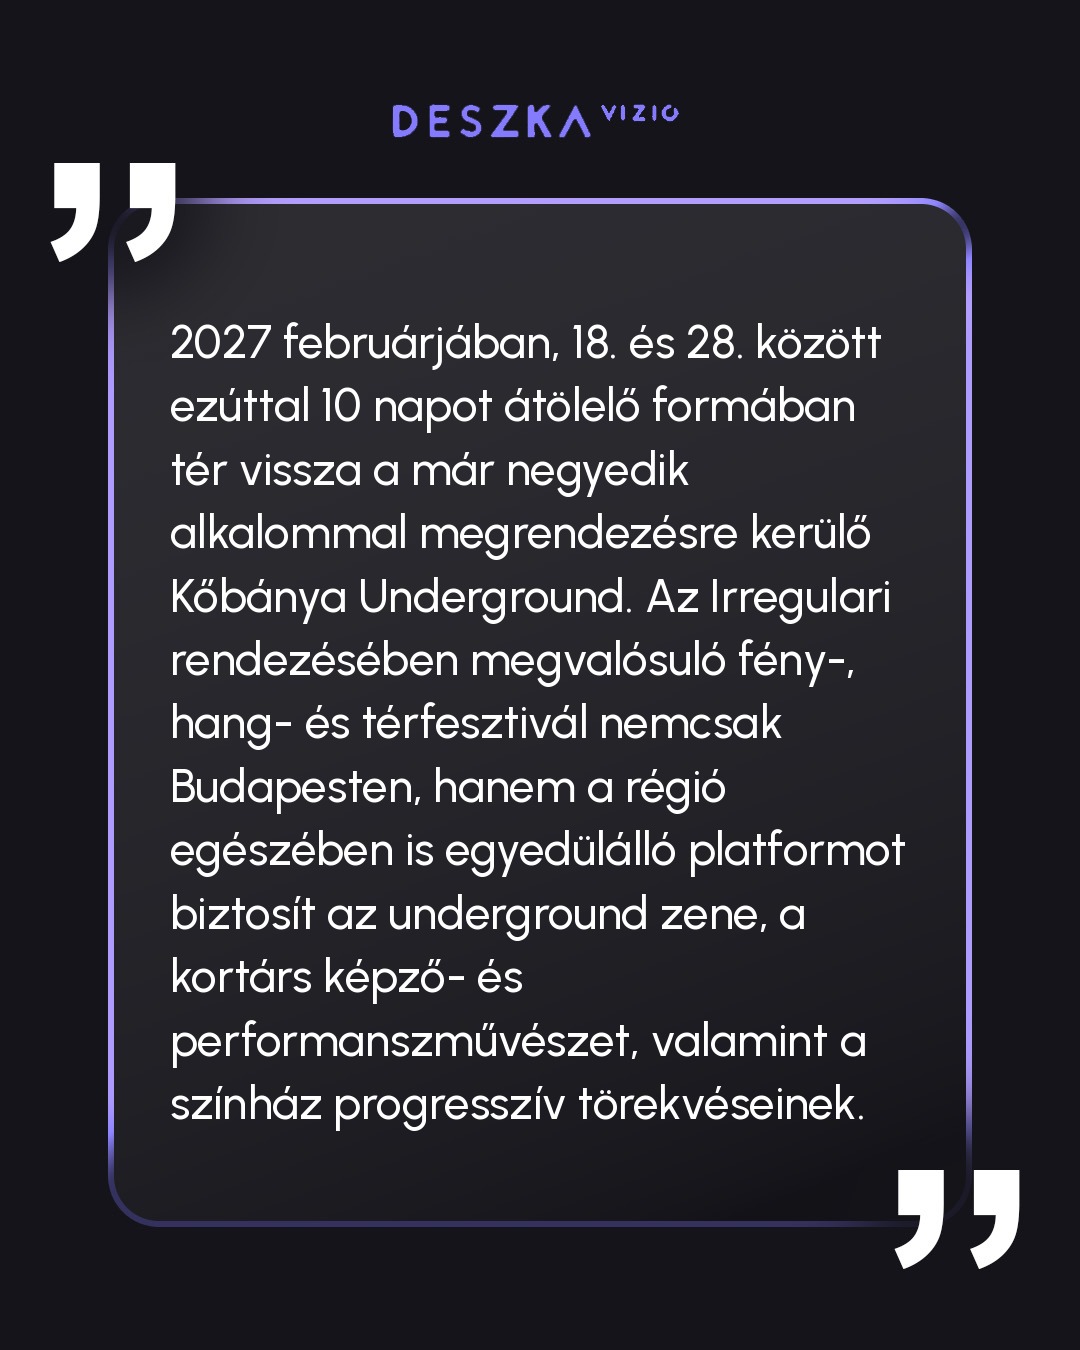 DESZKA VIZIO
”
2027 februárjában, 18. és 28. között
ezúttal 10 napot átölelő formában
tér vissza a már negyedik
alkalommal megrendezésre kerülő
Kőbánya Underground. Az Irregulari
rendezésében megvalósuló fény-,
hang- és térfesztivál nemcsak
Budapesten, hanem a régió
egészében is egyedülálló platformot
biztosít az underground zene, a
kortárs képző- és
performanszművészet, valamint a
színház progresszív törekvéseinek.
”